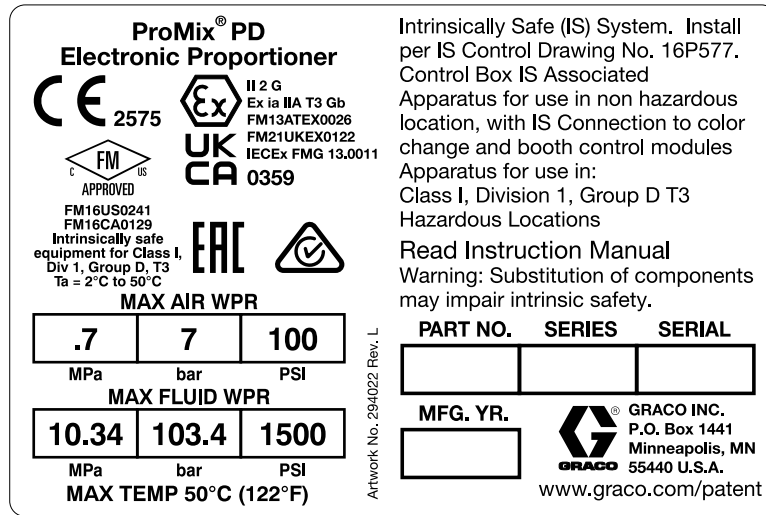 ProMix® PD
Electronic Proportioner
CE 2575
Ex
II 2 G
Ex ia IIA T3 Gb
FM13ATEX0026
FM21UKEX0122
IECEx FMG 13.0011
UK
CA 0359
FM
C US
APPROVED
FM16US0241
FM16CA0129
Intrinsically safe
equipment for Class I,
Div 1, Group D, T3
Ta = 2°C to 50°C
EAC
MAX AIR WPR
.7 7 100
MPa bar PSI
MAX FLUID WPR
10.34 103.4 1500
MPa bar PSI
MAX TEMP 50°C (122°F)
Artwork No. 294022 Rev. L
Intrinsically Safe (IS) System. Install
per IS Control Drawing No. 16P577.
Control Box IS Associated
Apparatus for use in non hazardous
location, with IS Connection to color
change and booth control modules
Apparatus for use in:
Class I, Division 1, Group D T3
Hazardous Locations
Read Instruction Manual
Warning: Substitution of components
may impair intrinsic safety.
PART NO. SERIES SERIAL
MFG. YR.
G®
GRACO
GRACO INC.
P.O. Box 1441
Minneapolis, MN
55440 U.S.A.
www.graco.com/patent